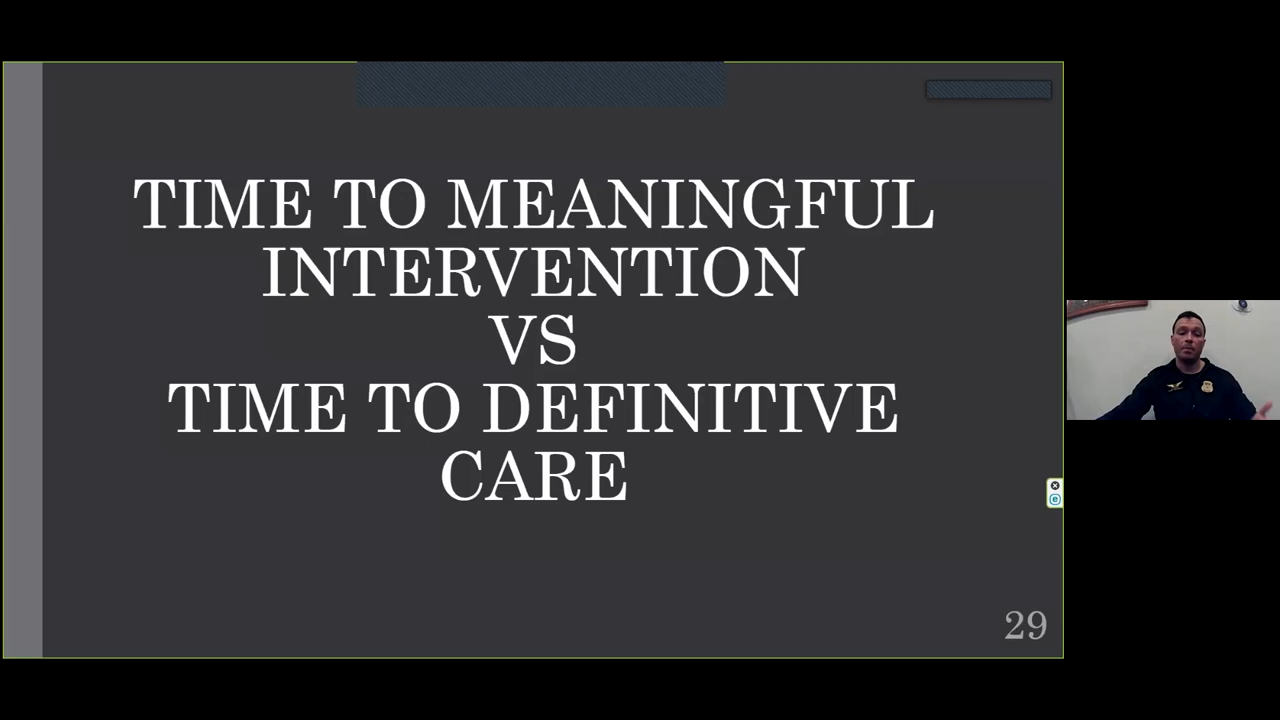 TIME TO MEANINGFUL
INTERVENTION
VS
TIME TO DEFINITIVE
CARE
29